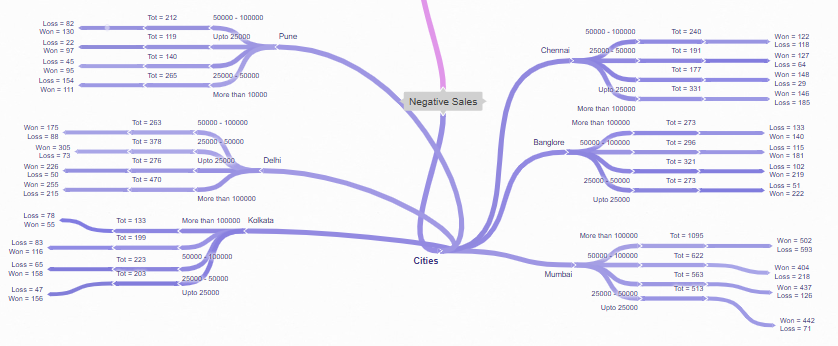 Negative Sales
Cities
Pune
50000 - 100000
Tot = 212
Loss = 82
Won = 130
Upto 25000
Tot = 119
Loss = 22
Won = 97
25000 - 50000
Tot = 140
Loss = 45
Won = 95
More than 10000
Tot = 265
Loss = 154
Won = 111
Delhi
50000 - 100000
Tot = 263
Won = 175
Loss = 88
25000 - 50000
Tot = 378
Won = 305
Loss = 73
Upto 25000
Tot = 276
Won = 226
Loss = 50
More than 100000
Tot = 470
Won = 255
Loss = 215
Kolkata
More than 100000
Tot = 133
Loss = 78
Won = 55
50000 - 100000
Tot = 199
Loss = 83
Won = 116
25000 - 50000
Tot = 223
Loss = 65
Won = 158
Upto 25000
Tot = 203
Loss = 47
Won = 156
Chennai
50000 - 100000
Tot = 240
Won = 122
Loss = 118
25000 - 50000
Tot = 191
Won = 127
Loss = 64
Upto 25000
Tot = 177
Won = 148
Loss = 29
More than 100000
Tot = 331
Won = 146
Loss = 185
Banglore
More than 100000
Tot = 273
Loss = 133
Won = 140
50000 - 100000
Tot = 296
Loss = 115
Won = 181
25000 - 50000
Tot = 321
Loss = 102
Won = 219
Upto 25000
Tot = 273
Loss = 51
Won = 222
Mumbai
More than 100000
Tot = 1095
Won = 502
Loss = 593
50000 - 100000
Tot = 622
Won = 404
Loss = 218
25000 - 50000
Tot = 563
Won = 437
Loss = 126
Upto 25000
Tot = 513
Won = 442
Loss = 71